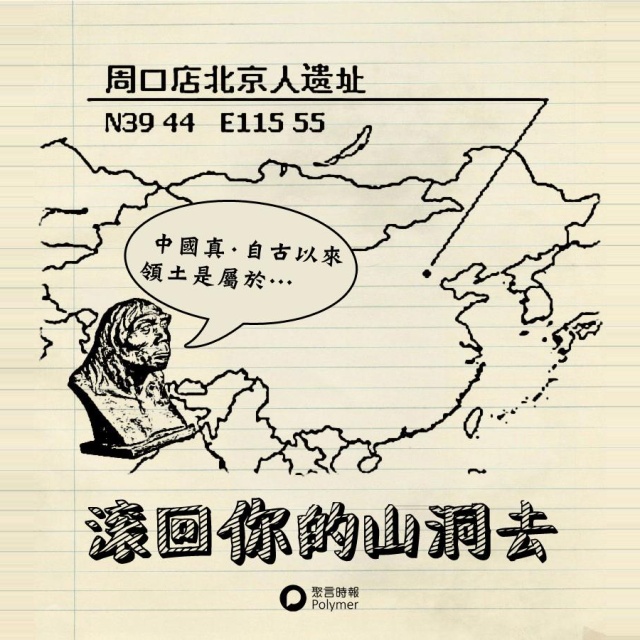 周口店北京人遗址
N39 44 E115 55
中國真·自古以來
領土是屬於…
滾回你的山洞去
聚言時報
Polymer